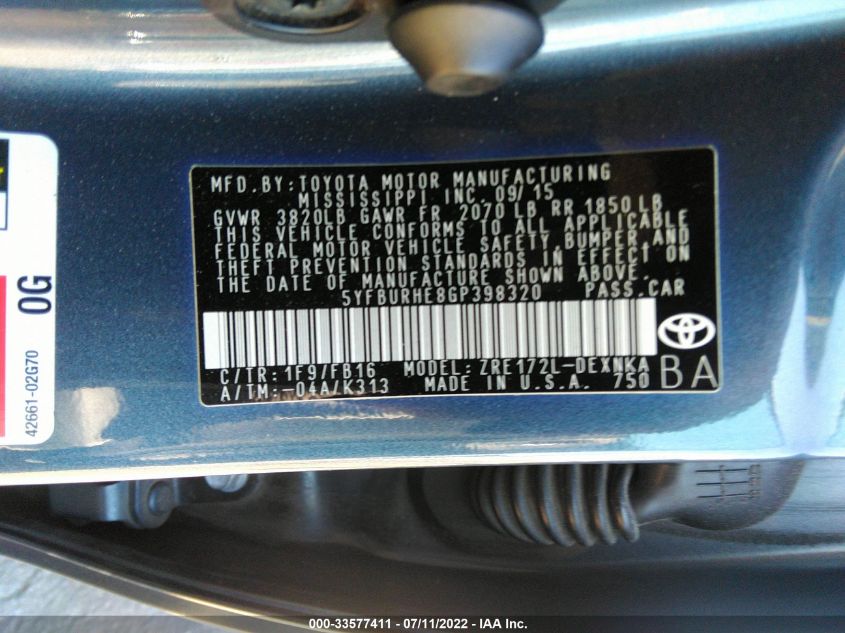 MFD. BY: TOYOTA MOTOR MANUFACTURING
MISSISSIPPI INC. 09/15
GVWR 3820LB GAWR FR 2070 LB RR 1850 LB
THIS VEHICLE CONFORMS TO ALL APPLICABLE
FEDERAL MOTOR VEHICLE SAFETY, BUMPER, AND
THEFT PREVENTION STANDARDS IN EFFECT ON
THE DATE OF MANUFACTURE SHOWN ABOVE.
5YFBURHE8GP398320 PASS. CAR
C/TR: 1F9/FB16 MODEL: ZRE172L-DEXNKA
A/TM: -04A/K313 MADE IN U.S.A. 750
BA
0G
42661-02G70
000-33577411 - 07/11/2022 - IAA Inc.